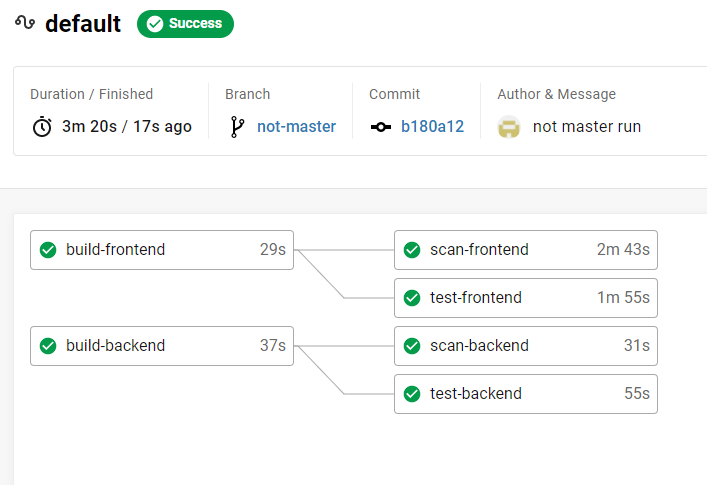 default Success
Duration / Finished Branch Commit Author & Message
3m 20s / 17s ago not-master b180a12 not master run
build-frontend 29s scan-frontend 2m 43s
test-frontend 1m 55s
build-backend 37s scan-backend 31s
test-backend 55s